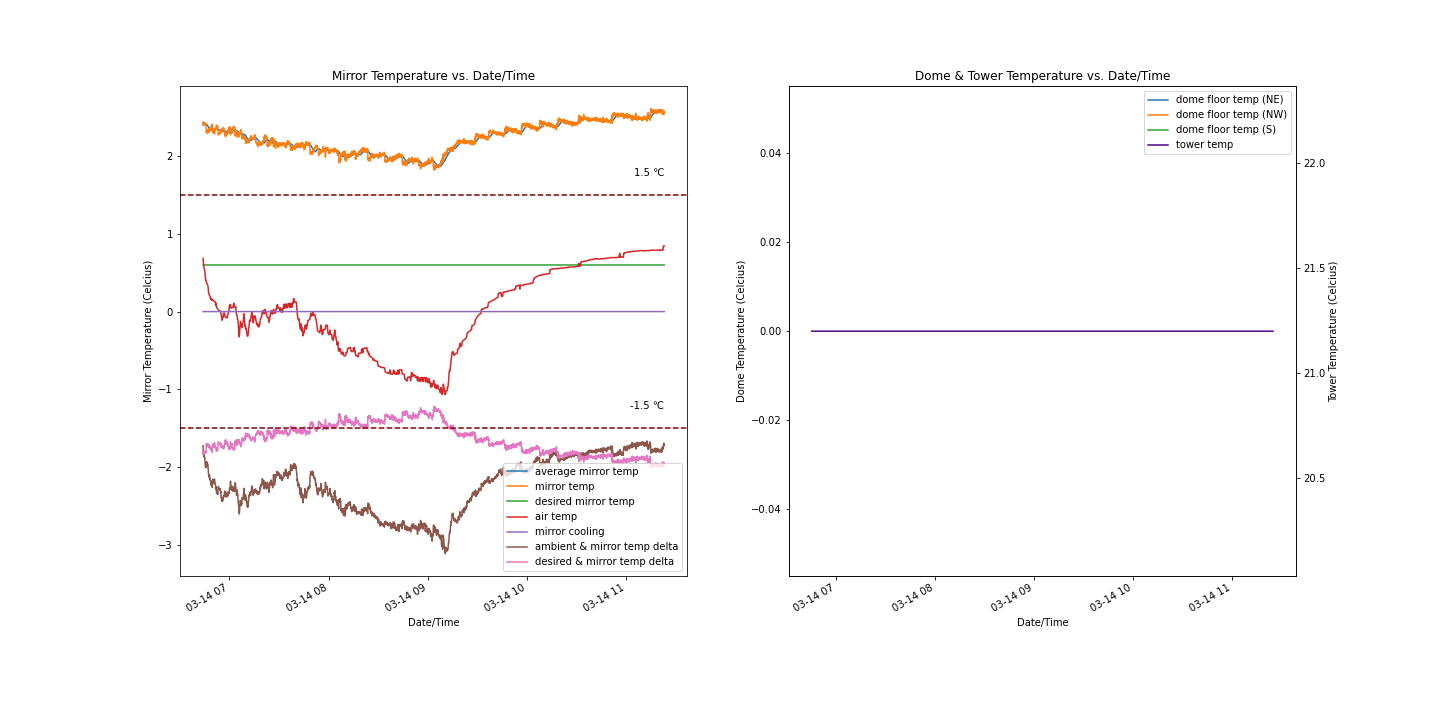 Mirror Temperature vs. Date/Time
Mirror Temperature (Celcius)
2
1
0
−1
−2
−3
1.5 °C
-1.5 °C
average mirror temp
mirror temp
desired mirror temp
air temp
mirror cooling
ambient & mirror temp delta
desired & mirror temp delta
03-14 07
03-14 08
03-14 09
03-14 10
03-14 11
Date/Time
Dome & Tower Temperature vs. Date/Time
Dome Temperature (Celcius)
0.04
0.02
0.00
−0.02
−0.04
dome floor temp (NE)
dome floor temp (NW)
dome floor temp (S)
tower temp
22.0
21.5
21.0
20.5
Tower Temperature (Celcius)
03-14 07
03-14 08
03-14 09
03-14 10
03-14 11
Date/Time